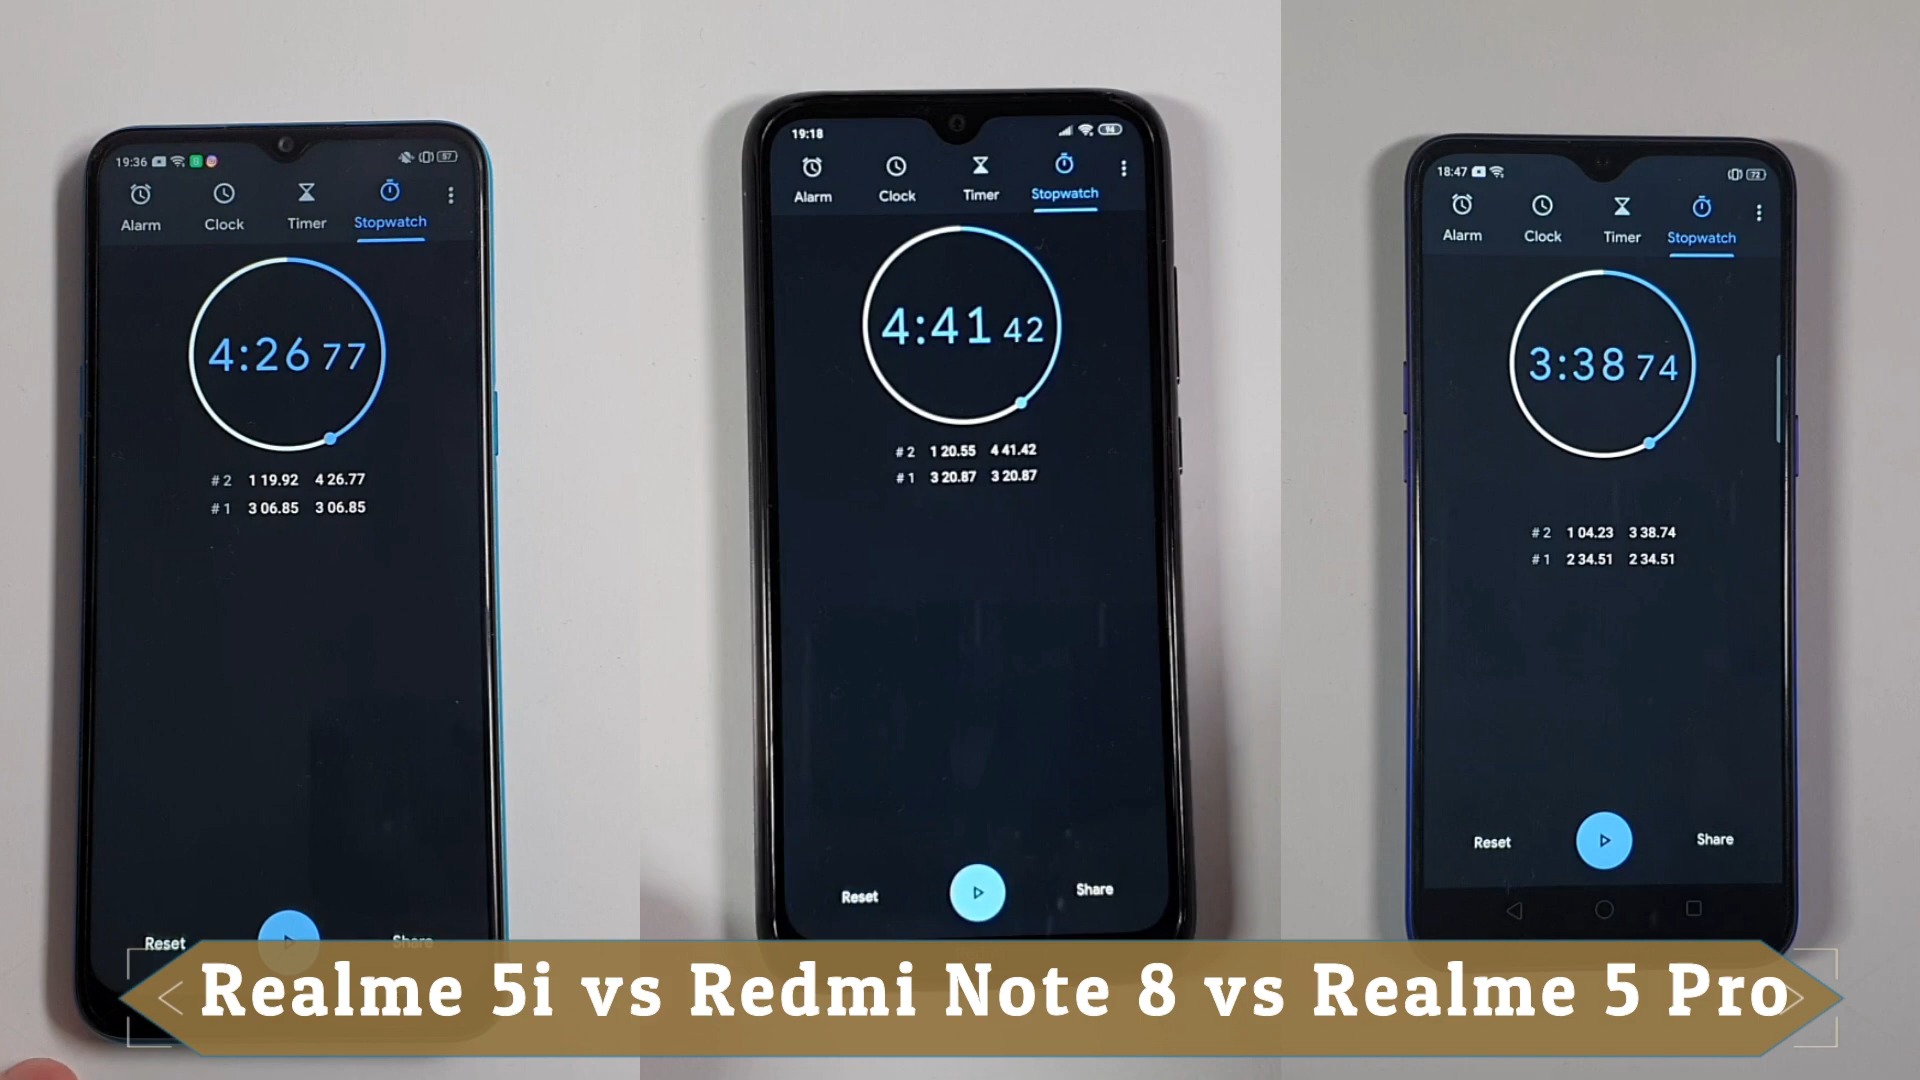 19:36 87
Alarm Clock Timer Stopwatch
4:26 77
# 2 1 19.92 4 26.77
# 1 3 06.85 3 06.85
Reset Share
19:18 94
Alarm Clock Timer Stopwatch
4:41 42
# 2 1 20.55 4 41.42
# 1 3 20.87 3 20.87
Reset Share
18:47 72
Alarm Clock Timer Stopwatch
3:38 74
# 2 1 04.23 3 38.74
# 1 2 34.51 2 34.51
Reset Share
Realme 5i vs Redmi Note 8 vs Realme 5 Pro